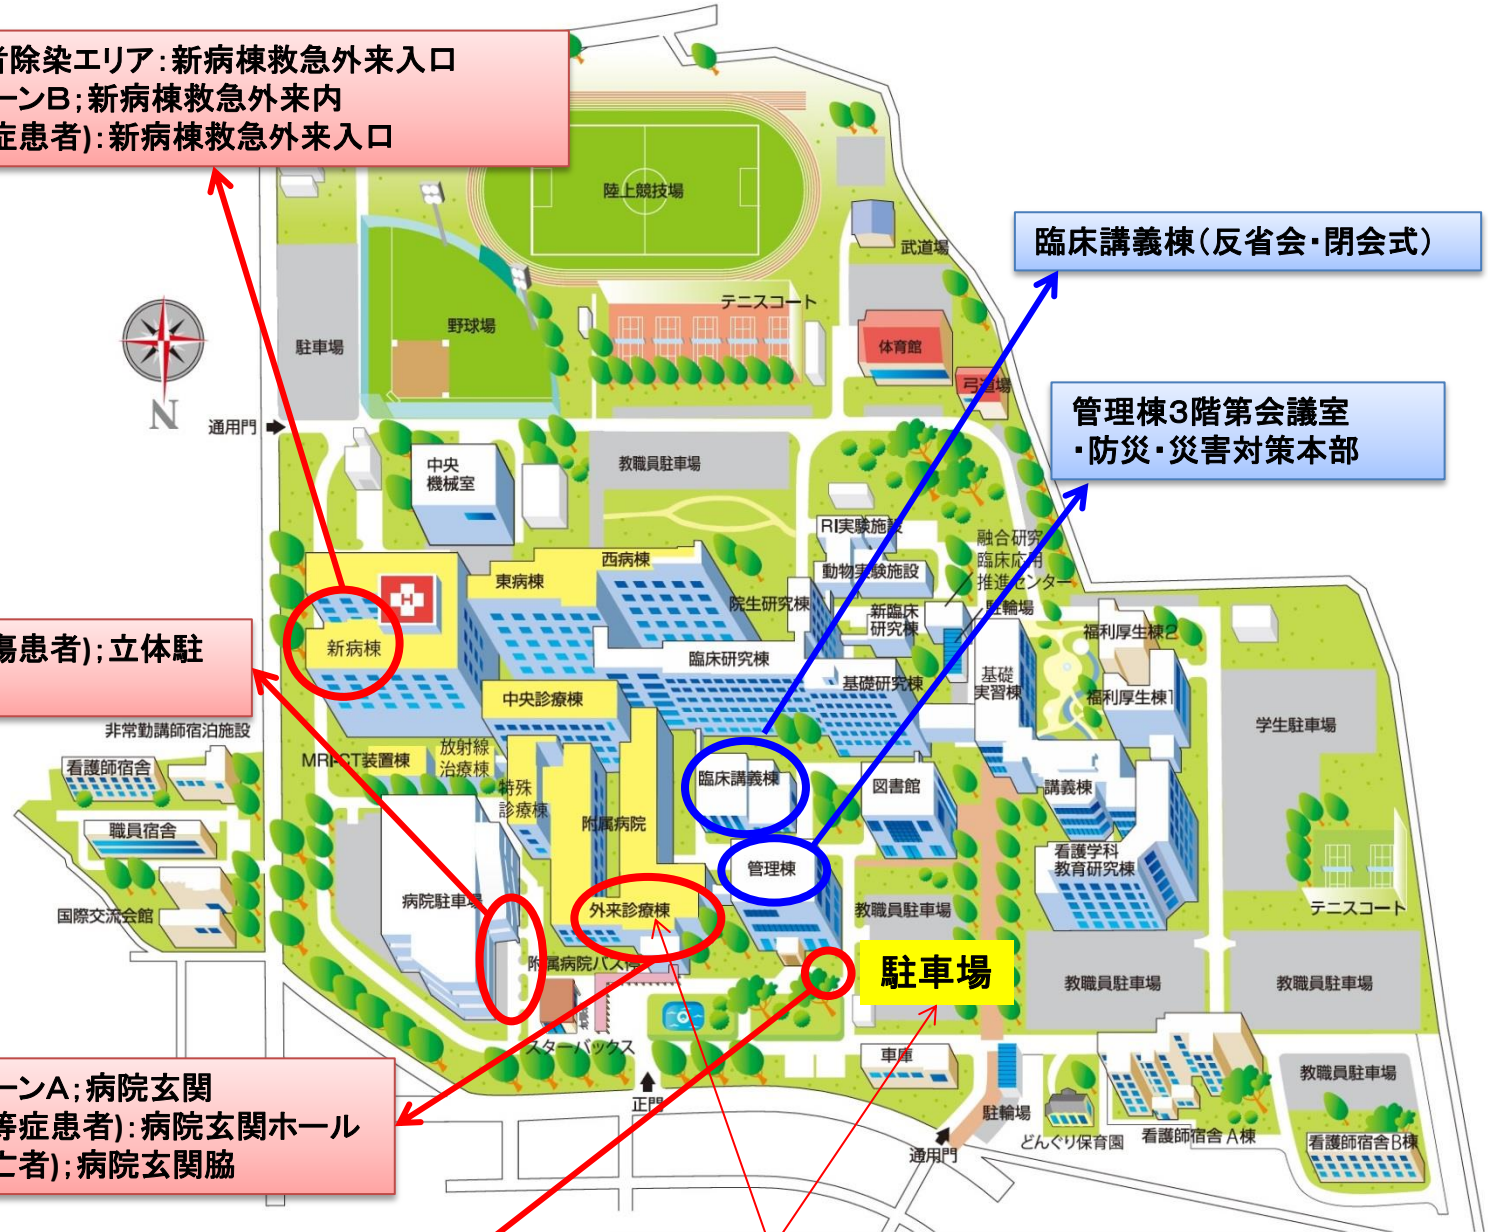 者除染エリア：新病棟救急外来入口
ーンB；新病棟救急外来内
症患者)：新病棟救急外来入口
陸上競技場
武道場
臨床講義棟（反省会・閉会式）
テニスコート
野球場
駐車場
体育館
弓道場
N
通用門
管理棟3階第会議室
・防災・災害対策本部
中央
機械室
教職員駐車場
RI実験施設
融合研究
臨床応用
推進センター
動物実験施設
西病棟
東病棟
H
院生研究棟
新臨床
研究棟
駐輪場
福利厚生棟2
傷患者)；立体駐
新病棟
臨床研究棟
基礎研究棟
基礎
実習棟
福利厚生棟1
中央診療棟
学生駐車場
非常勤講師宿泊施設
看護師宿舎
MRI・CT装置棟
放射線
治療棟
特殊
診療棟
臨床講義棟
図書館
講義棟
職員宿舎
附属病院
管理棟
看護学科
教育研究棟
国際交流会館
病院駐車場
外来診療棟
教職員駐車場
テニスコート
附属病院バス停
駐車場
教職員駐車場
教職員駐車場
スターバックス
車庫
ーンA；病院玄関
等症患者)：病院玄関ホール
亡者)；病院玄関脇
正門
駐輪場
通用門
どんぐり保育園
看護師宿舎A棟
教職員駐車場
看護師宿舎B棟